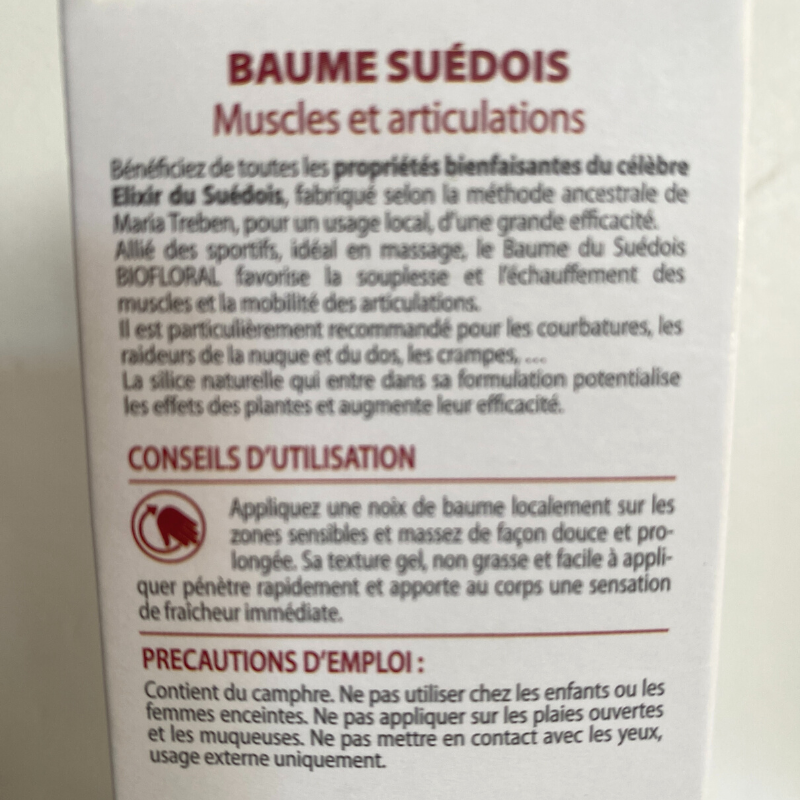 BAUME SUÉDOIS
Muscles et articulations
Bénéficiez de toutes les propriétés bienfaisantes du célèbre
Elixir du Suédois, fabriqué selon la méthode ancestrale de
Maria Treben, pour un usage local, d'une grande efficacité.
Allié des sportifs, idéal en massage, le Baume du Suédois
BIOFLORAL favorise la souplesse et l'échauffement des
muscles et la mobilité des articulations.
Il est particulièrement recommandé pour les courbatures, les
raideurs de la nuque et du dos, les crampes, ...
La silice naturelle qui entre dans sa formulation potentialise
les effets des plantes et augmente leur efficacité.
CONSEILS D'UTILISATION
Appliquez une noix de baume localement sur les
zones sensibles et massez de façon douce et pro-
longée. Sa texture gel, non grasse et facile à appli-
quer pénètre rapidement et apporte au corps une sensation
de fraîcheur immédiate.
PRECAUTIONS D'EMPLOI :
Contient du camphre. Ne pas utiliser chez les enfants ou les
femmes enceintes. Ne pas appliquer sur les plaies ouvertes
et les muqueuses. Ne pas mettre en contact avec les yeux,
usage externe uniquement.